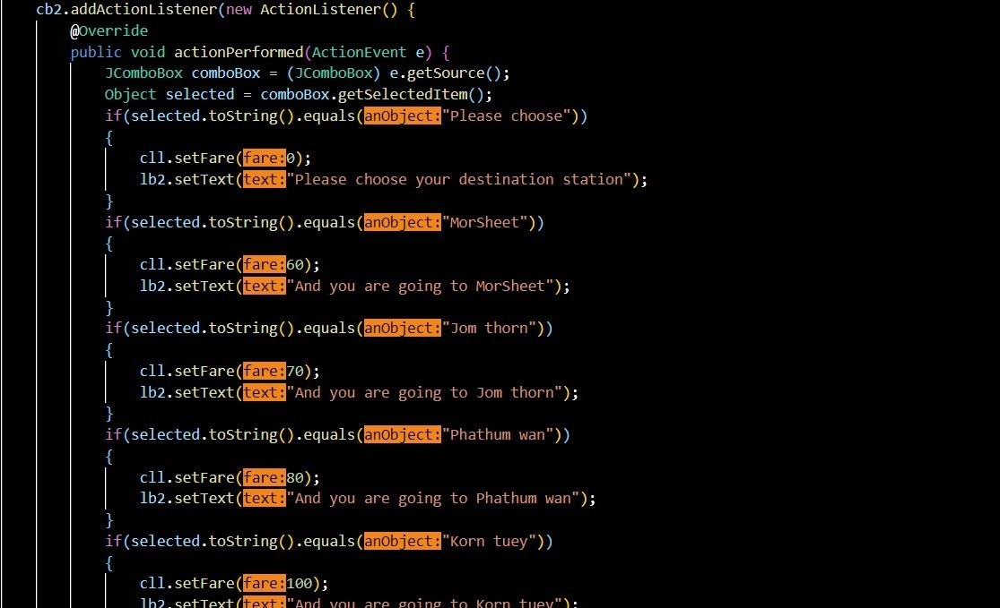 cb2.addActionListener(new ActionListener() {
@Override
public void actionPerformed(ActionEvent e) {
JComboBox comboBox = (JComboBox) e.getSource();
Object selected = comboBox.getSelectedItem();
if(selected.toString().equals(anObject:"Please choose"))
{
cll.setFare(fare:0);
lb2.setText(text:"Please choose your destination station");
}
if(selected.toString().equals(anObject:"MorSheet"))
{
cll.setFare(fare:60);
lb2.setText(text:"And you are going to MorSheet");
}
if(selected.toString().equals(anObject:"Jom thorn"))
{
cll.setFare(fare:70);
lb2.setText(text:"And you are going to Jom thorn");
}
if(selected.toString().equals(anObject:"Phathum wan"))
{
cll.setFare(fare:80);
lb2.setText(text:"And you are going to Phathum wan");
}
if(selected.toString().equals(anObject:"Korn tuey"))
{
cll.setFare(fare:100);
lb2.setText(text:"And you are going to Korn tuey");